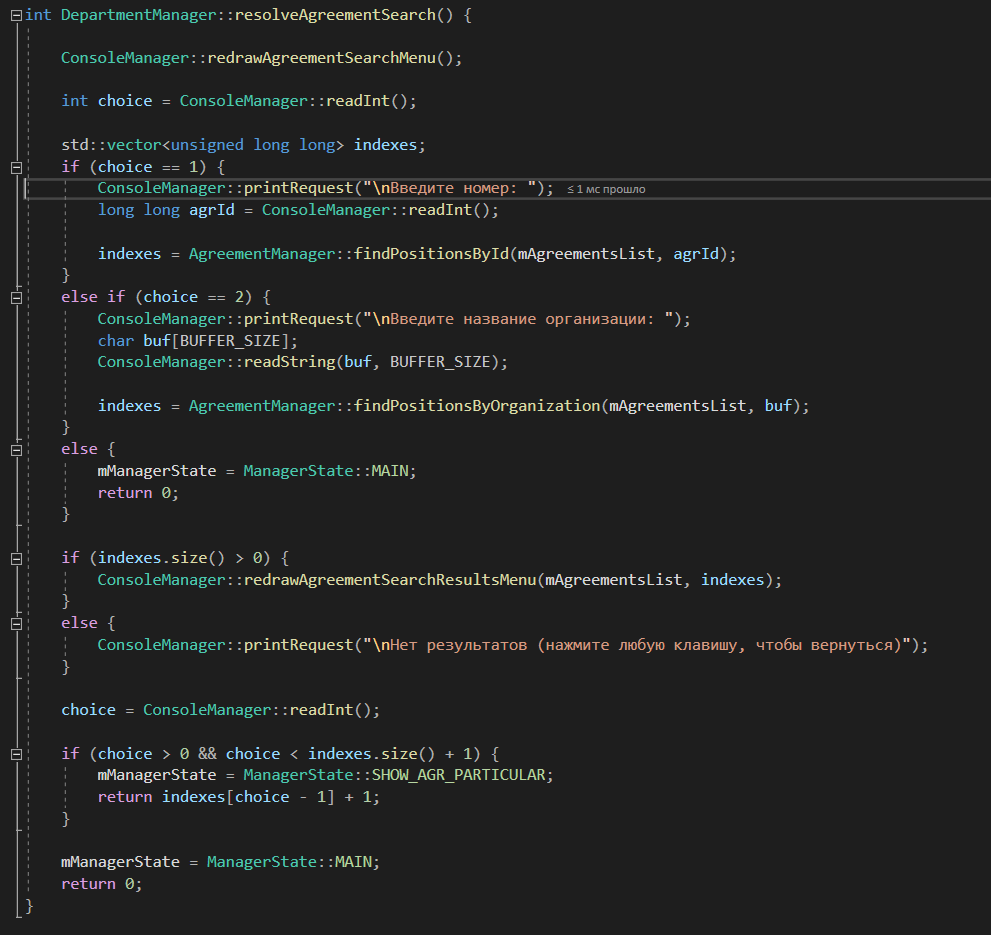 int DepartmentManager::resolveAgreementSearch() {
ConsoleManager::redrawAgreementSearchMenu();
int choice = ConsoleManager::readInt();
std::vector<unsigned long long> indexes;
if (choice == 1) {
ConsoleManager::printRequest("\nВведите номер: "); ≤ 1 мс прошло
long long agrId = ConsoleManager::readInt();
indexes = AgreementManager::findPositionsById(mAgreementsList, agrId);
}
else if (choice == 2) {
ConsoleManager::printRequest("\nВведите название организации: ");
char buf[BUFFER_SIZE];
ConsoleManager::readString(buf, BUFFER_SIZE);
indexes = AgreementManager::findPositionsByOrganization(mAgreementsList, buf);
}
else {
mManagerState = ManagerState::MAIN;
return 0;
}
if (indexes.size() > 0) {
ConsoleManager::redrawAgreementSearchResultsMenu(mAgreementsList, indexes);
}
else {
ConsoleManager::printRequest("\nНет результатов (нажмите любую клавишу, чтобы вернуться)");
}
choice = ConsoleManager::readInt();
if (choice > 0 && choice < indexes.size() + 1) {
mManagerState = ManagerState::SHOW_AGR_PARTICULAR;
return indexes[choice - 1] + 1;
}
mManagerState = ManagerState::MAIN;
return 0;
}